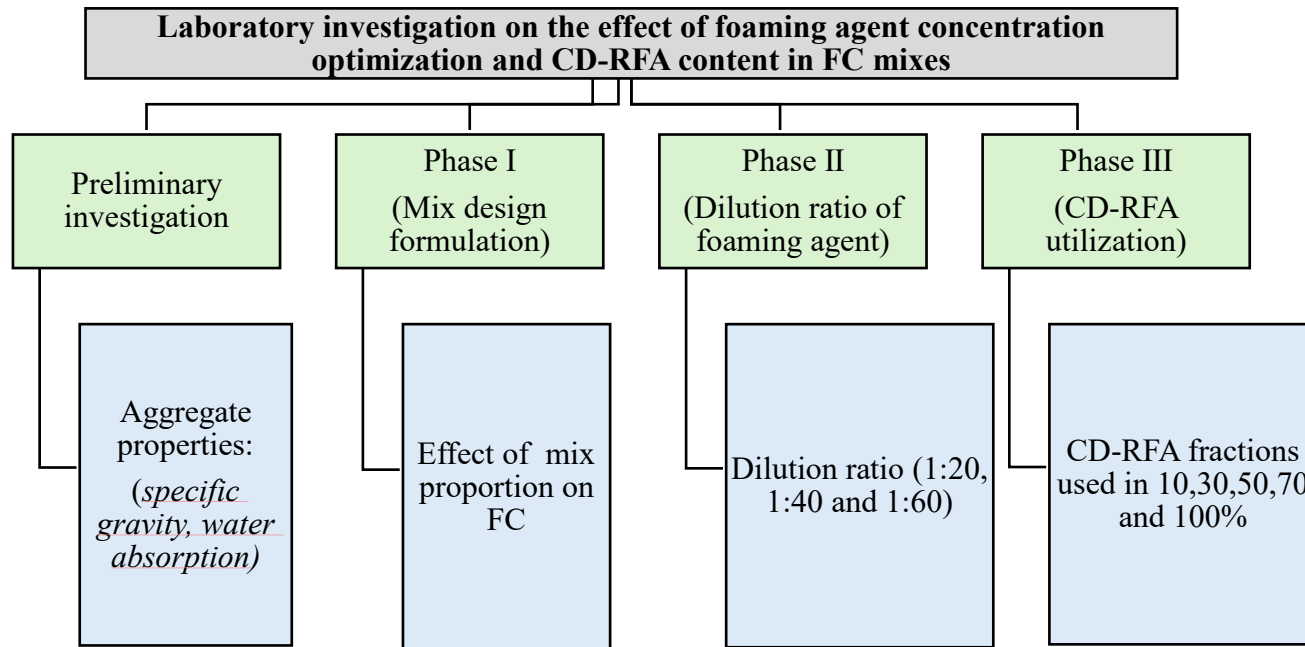 Laboratory investigation on the effect of foaming agent concentration
optimization and CD-RFA content in FC mixes
Preliminary
investigation
Phase I
(Mix design
formulation)
Phase II
(Dilution ratio of
foaming agent)
Phase III
(CD-RFA
utilization)
Aggregate
properties:
(specific
gravity, water
absorption)
Effect of  mix
proportion on
FC
Dilution ratio (1:20,
1:40 and 1:60)
CD-RFA fractions
used in 10,30,50,70
and 100%